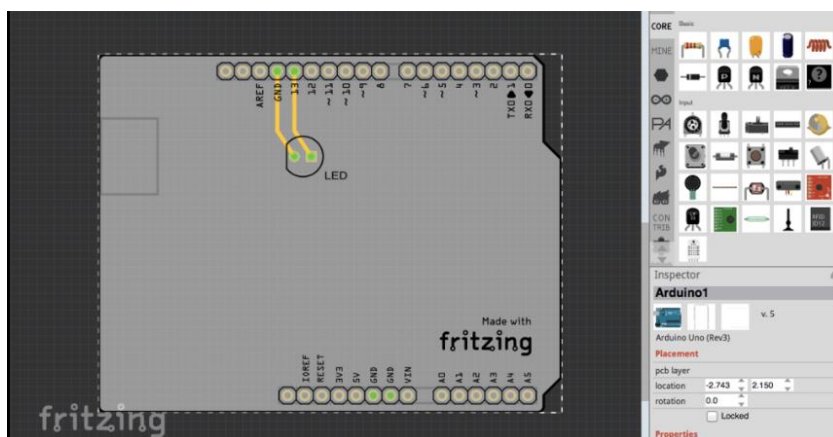 AREF
GND
13
12
~11
~10
~9
8
7
~6
~5
4
~3
2
TX0 1
RX0 0
LED
Made with
fritzing
IOREF
RESET
3V3
5V
GND
GND
VIN
A0
A1
A2
A3
A4
A5
fritzing
CORE
Basic
MINE
P
N
?
PA
Input
CON
TRIB
Inspector
Arduino1
v. 5
Arduino Uno (Rev3)
Placement
pcb layer
location -2.743 2.150
rotation 0.0
Locked
Properties